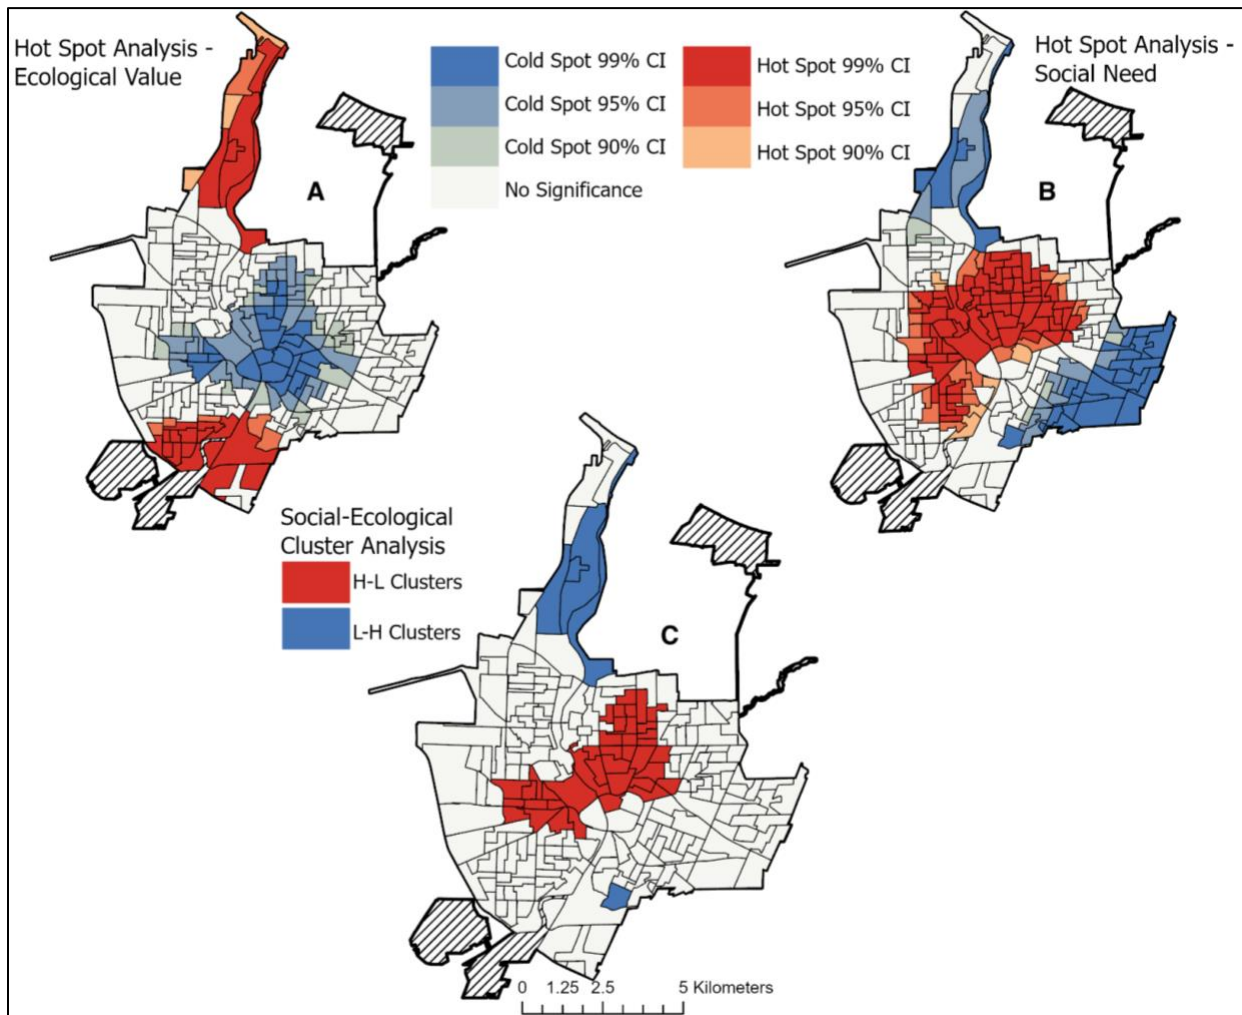 Hot Spot Analysis -
Ecological Value
Cold Spot 99% CI
Cold Spot 95% CI
Cold Spot 90% CI
No Significance
Hot Spot 99% CI
Hot Spot 95% CI
Hot Spot 90% CI
Hot Spot Analysis -
Social Need
A
B
Social-Ecological
Cluster Analysis
H-L Clusters
L-H Clusters
C
0 1.25 2.5 5 Kilometers